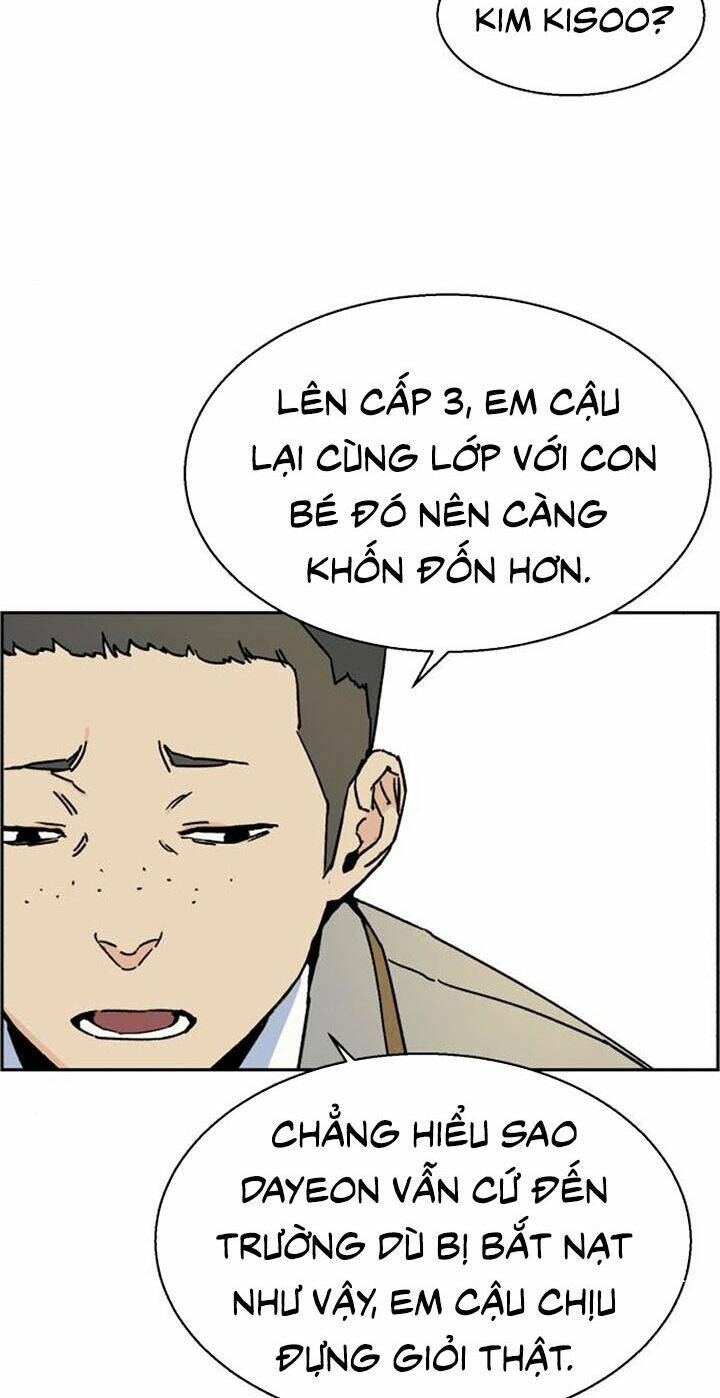 KIM KISOO?
LÊN CẤP 3, EM CẬU
LẠI CÙNG LỚP VỚI CON
BÉ ĐÓ NÊN CÀNG
KHỐN ĐỐN HƠN.
CHẲNG HIỂU SAO
DAYEON VẪN CỨ ĐẾN
TRƯỜNG DÙ BỊ BẮT NẠT
NHƯ VẬY, EM CẬU CHỊU
ĐỰNG GIỎI THẬT.